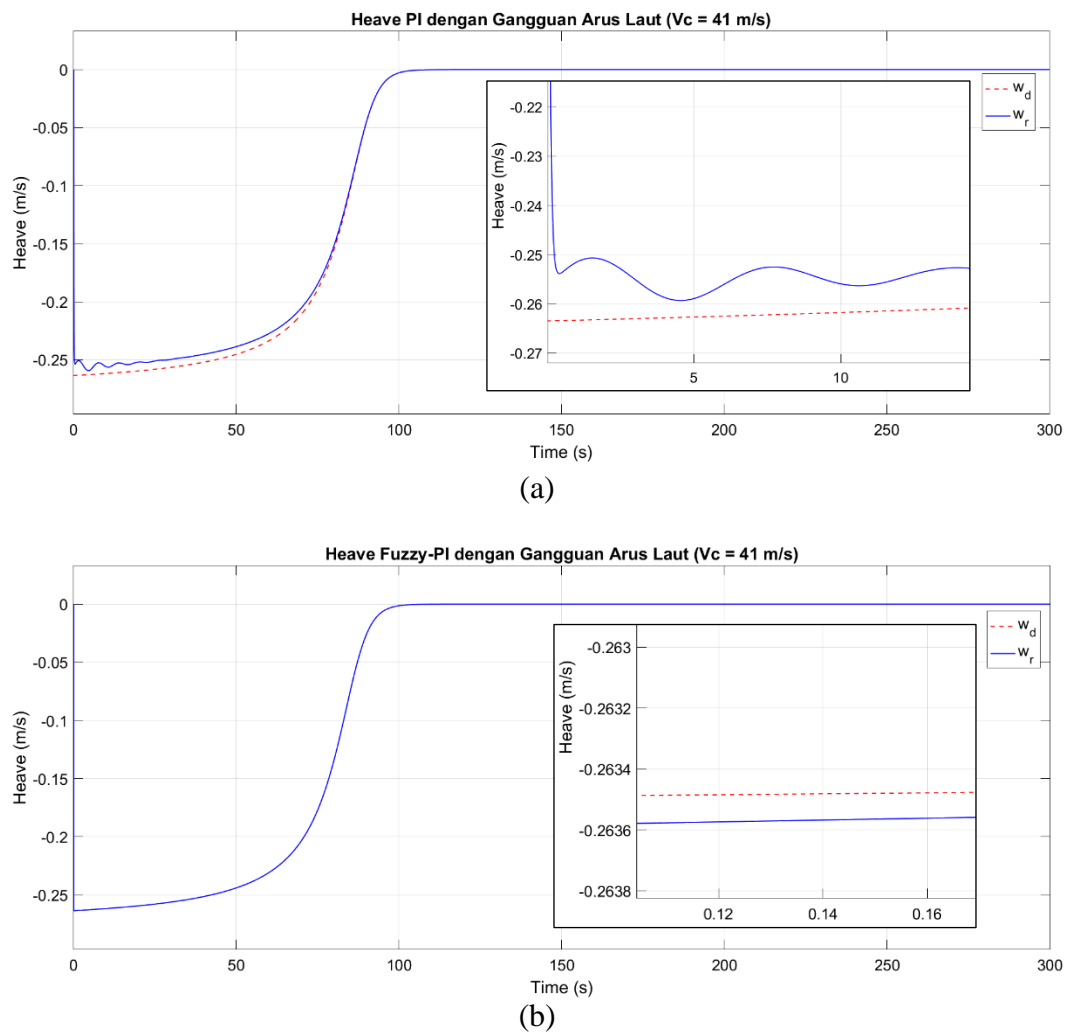 Heave PI dengan Gangguan Arus Laut (Vc = 41 m/s)
0
-0.05
-0.1
-0.15
-0.2
-0.25
Heave (m/s)
0 50 100 150 200 250 300
Time (s)
w_d
w_r
-0.22
-0.23
-0.24
-0.25
-0.26
-0.27
Heave (m/s)
5 10
(a)
Heave Fuzzy-PI dengan Gangguan Arus Laut (Vc = 41 m/s)
0
-0.05
-0.1
-0.15
-0.2
-0.25
Heave (m/s)
0 50 100 150 200 250 300
Time (s)
w_d
w_r
-0.263
-0.2632
-0.2634
-0.2636
-0.2638
Heave (m/s)
0.12 0.14 0.16
(b)